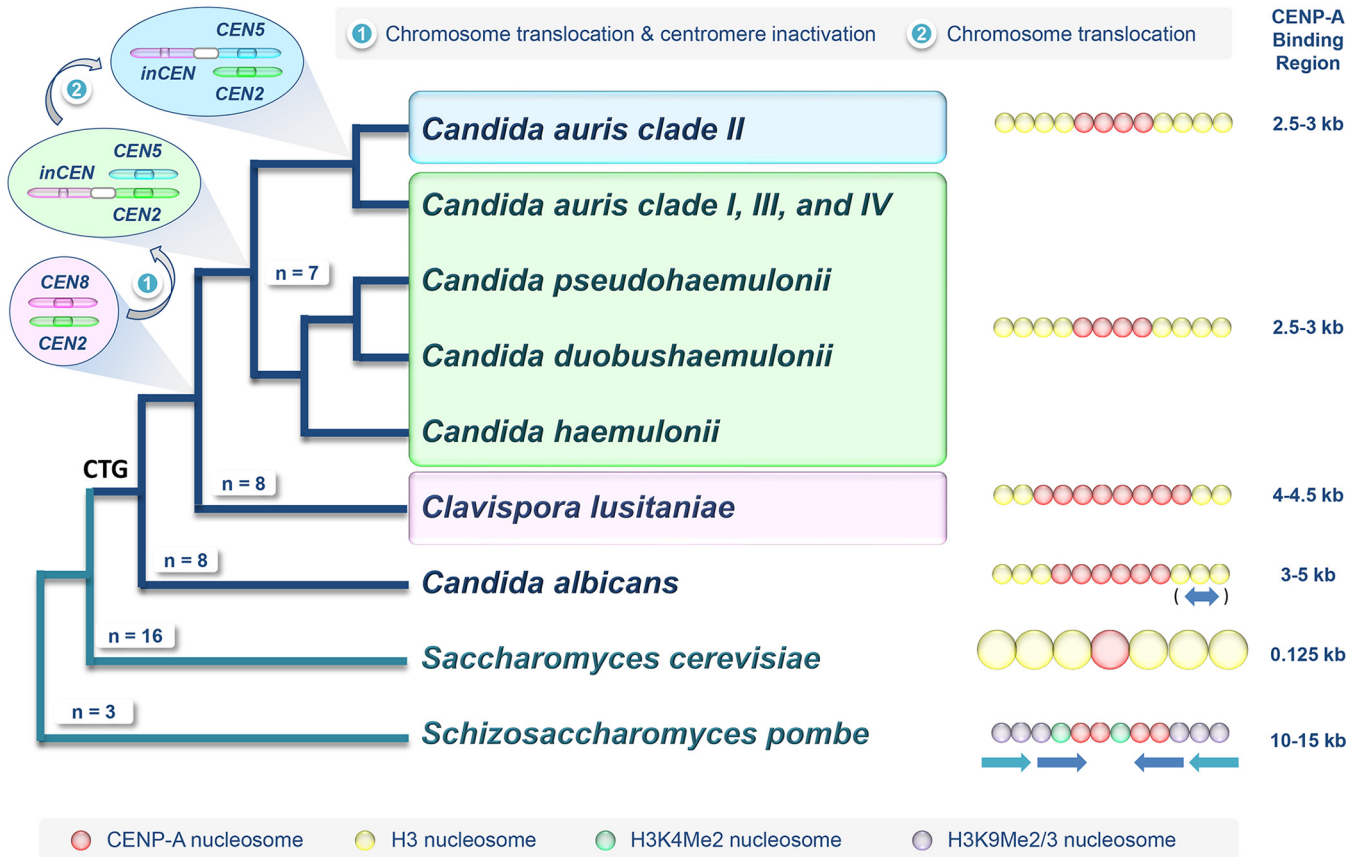 CEN5
inCEN
CEN2
1 Chromosome translocation & centromere inactivation
2 Chromosome translocation
CENP-A
Binding
Region
2
Candida auris clade II
2.5-3 kb
CEN5
inCEN
CEN2
Candida auris clade I, III, and IV
1
CEN8
CEN2
n = 7
Candida pseudohaemulonii
2.5-3 kb
Candida duobushaemulonii
Candida haemulonii
CTG
n = 8
Clavispora lusitaniae
4-4.5 kb
n = 8
Candida albicans
3-5 kb
( )
n = 16
Saccharomyces cerevisiae
0.125 kb
n = 3
Schizosaccharomyces pombe
10-15 kb
CENP-A nucleosome
H3 nucleosome
H3K4Me2 nucleosome
H3K9Me2/3 nucleosome